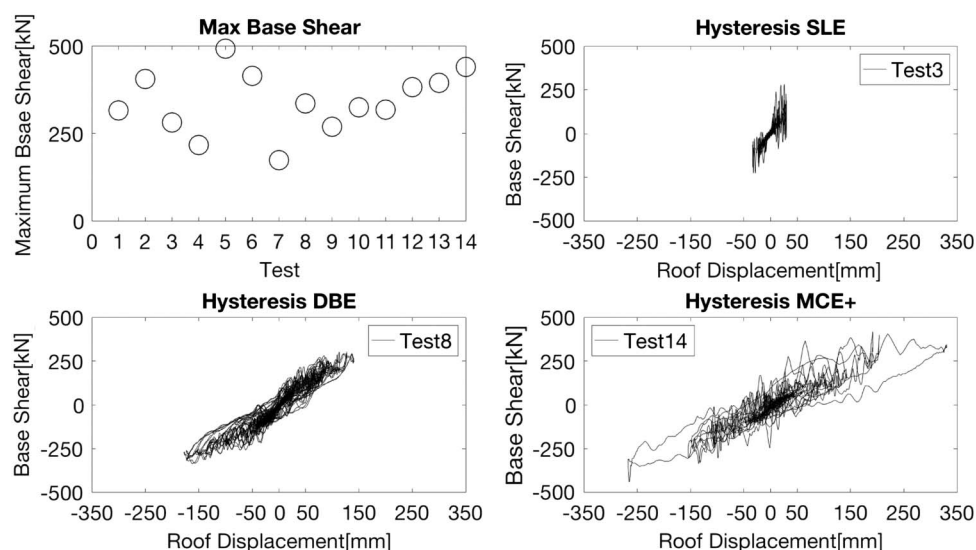 Max Base Shear
Maximum Bsae Shear[kN]
500
250
0
0 1 2 3 4 5 6 7 8 9 10 11 12 13 14
Test
Hysteresis SLE
Base Shear[kN]
500
250
0
-250
-500
Test3
-350 -250 -150 -50 0 50 150 250 350
Roof Displacement[mm]
Hysteresis DBE
Base Shear[kN]
500
250
0
-250
-500
Test8
-350 -250 -150 -50 0 50 150 250 350
Roof Displacement[mm]
Hysteresis MCE+
Base Shear[kN]
500
250
0
-250
-500
Test14
-350 -250 -150 -50 0 50 150 250 350
Roof Displacement[mm]